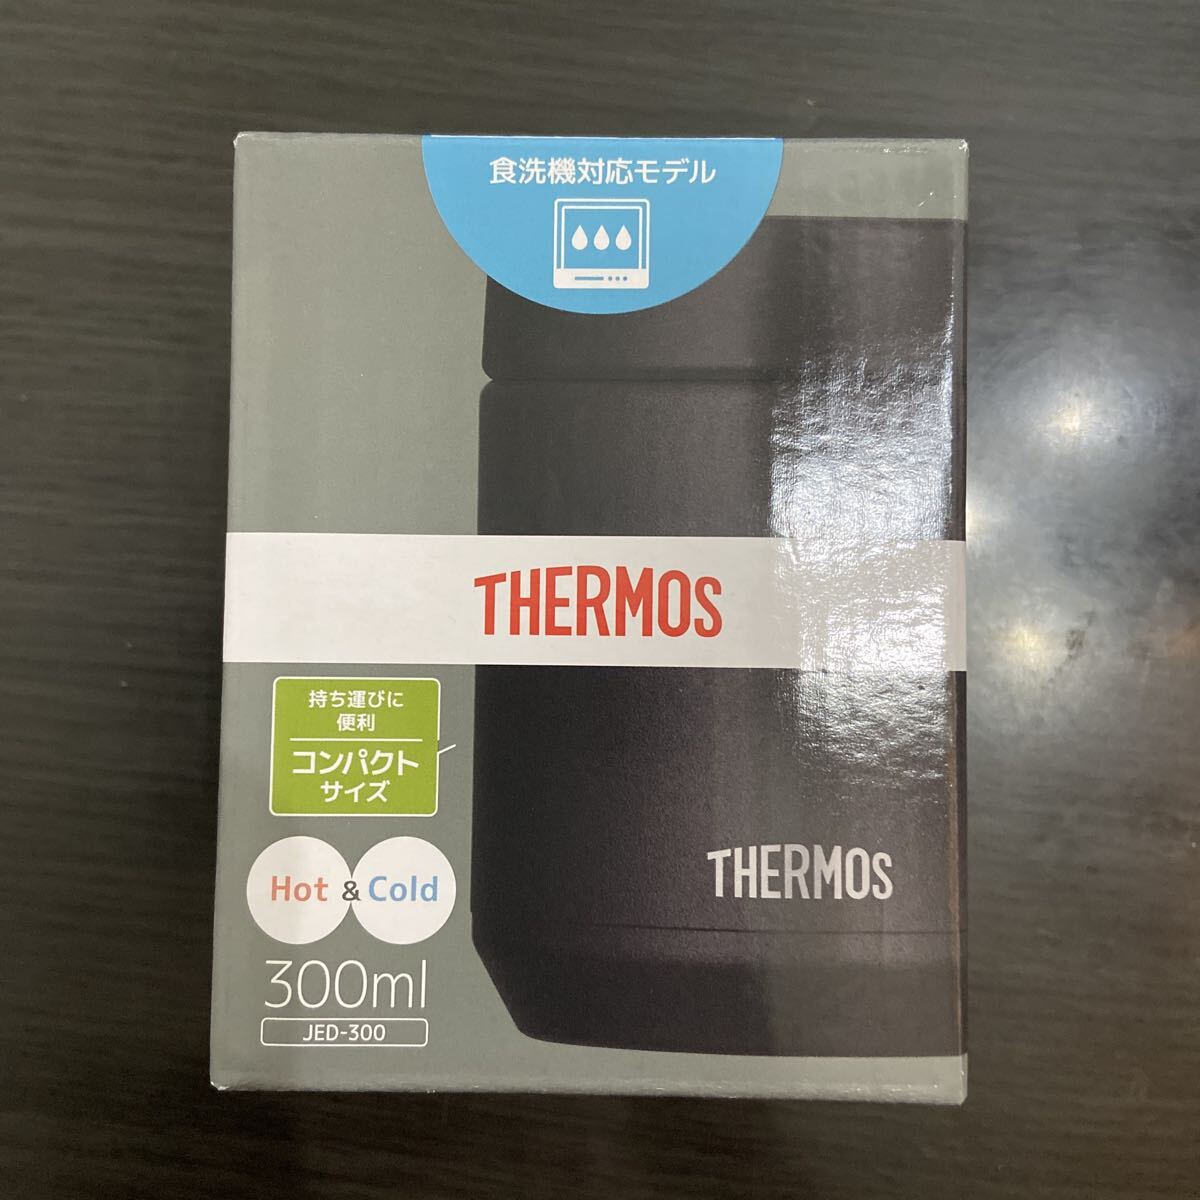 食洗機対応モデル
THERMOS
持ち運びに
便利
コンパクト
サイズ
Hot & Cold
THERMOS
300ml
JED-300